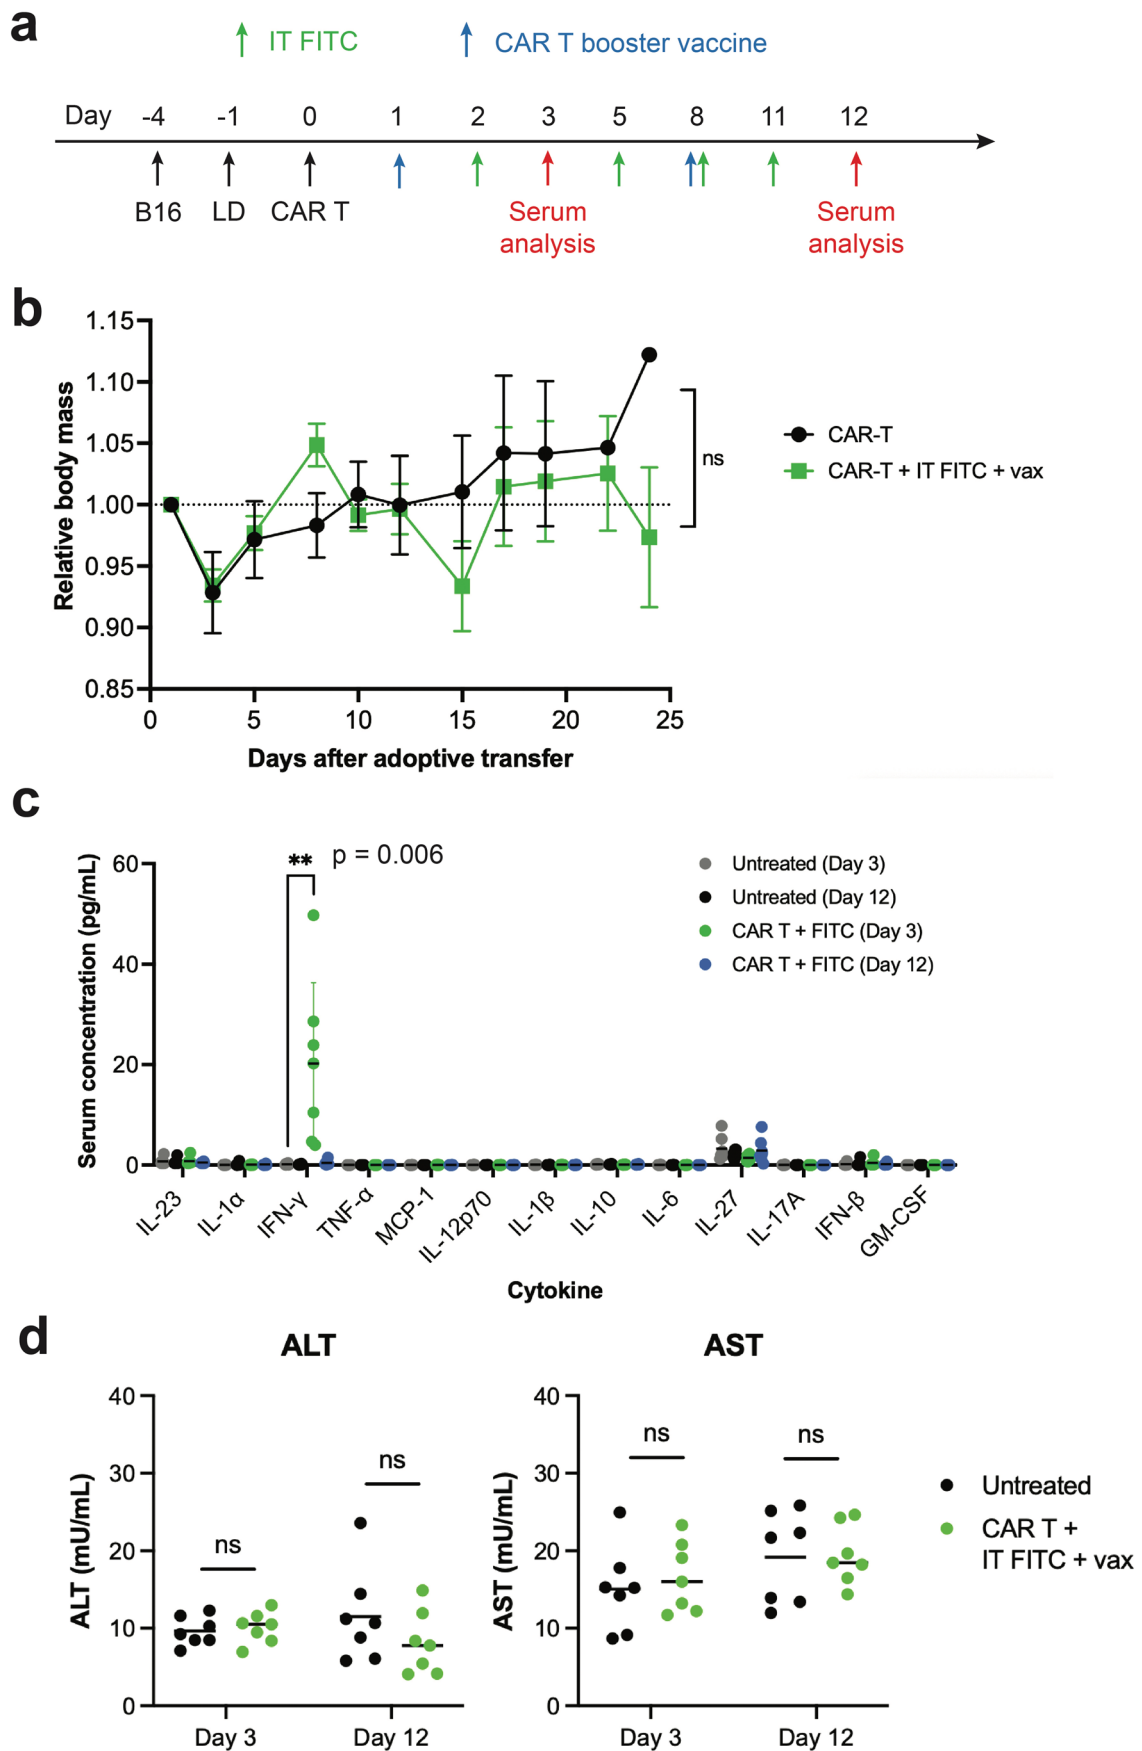 a
IT FITC
CAR T booster vaccine
Day -4 -1 0 1 2 3 5 8 11 12
B16 LD CAR T Serum analysis Serum analysis
b
1.15
1.10
1.05
1.00
0.95
0.90
0.85
Relative body mass
0 5 10 15 20 25
Days after adoptive transfer
ns
CAR-T
CAR-T + IT FITC + vax
c
60
40
20
0
Serum concentration (pg/mL)
** p = 0.006
Untreated (Day 3)
Untreated (Day 12)
CAR T + FITC (Day 3)
CAR T + FITC (Day 12)
IL-23 IL-1α IFN-γ TNF-α MCP-1 IL-12p70 IL-1β IL-10 IL-6 IL-27 IL-17A IFN-β GM-CSF
Cytokine
d
ALT
40
30
20
10
0
ALT (mU/mL)
ns
ns
Day 3 Day 12
AST
40
30
20
10
0
AST (mU/mL)
ns
ns
Day 3 Day 12
Untreated
CAR T +
IT FITC + vax